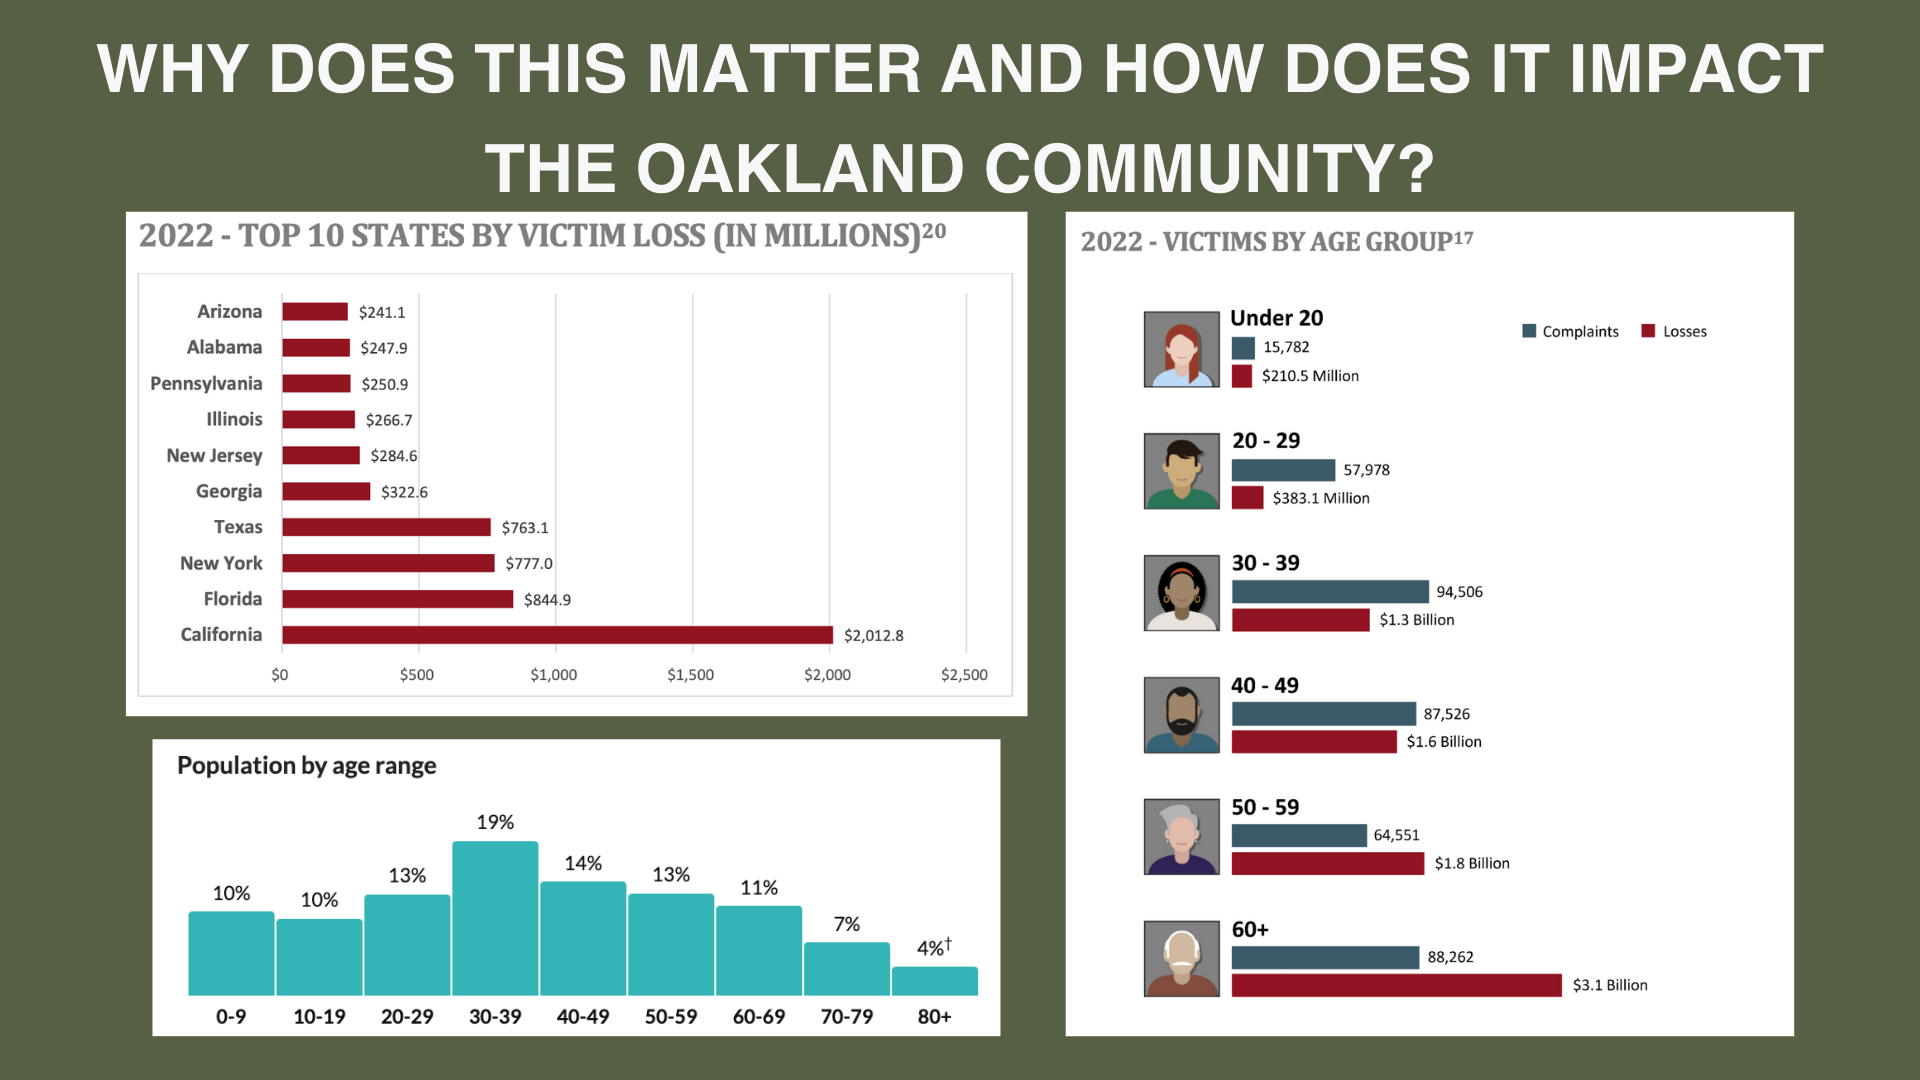 WHY DOES THIS MATTER AND HOW DOES IT IMPACT
THE OAKLAND COMMUNITY?
2022 - TOP 10 STATES BY VICTIM LOSS (IN MILLIONS)²⁰
Arizona $241.1
Alabama $247.9
Pennsylvania $250.9
Illinois $266.7
New Jersey $284.6
Georgia $322.6
Texas $763.1
New York $777.0
Florida $844.9
California $2,012.8
$0 $500 $1,000 $1,500 $2,000 $2,500
Population by age range
10% 10% 13% 19% 14% 13% 11% 7% 4%†
0-9 10-19 20-29 30-39 40-49 50-59 60-69 70-79 80+
2022 - VICTIMS BY AGE GROUP¹⁷
Complaints Losses
Under 20
15,782
$210.5 Million
20 - 29
57,978
$383.1 Million
30 - 39
94,506
$1.3 Billion
40 - 49
87,526
$1.6 Billion
50 - 59
64,551
$1.8 Billion
60+
88,262
$3.1 Billion